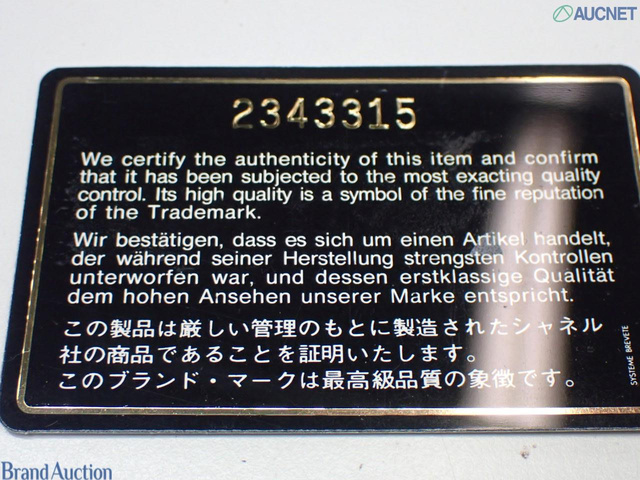 AUCNET
2343315
We certify the authenticity of this item and confirm
that it has been subjected to the most exacting quality
control. Its high quality is a symbol of the fine reputation
of the Trademark.
Wir bestätigen, dass es sich um einen Artikel handelt,
der während seiner Herstellung strengsten Kontrollen
unterworfen war, und dessen erstklassige Qualität
dem hohen Ansehen unserer Marke entspricht.
この製品は厳しい管理のもとに製造されたシャネル
社の商品であることを証明いたします。
このブランド・マークは最高級品質の象徴です。
SYSTEME BREVETE
Brand Auction